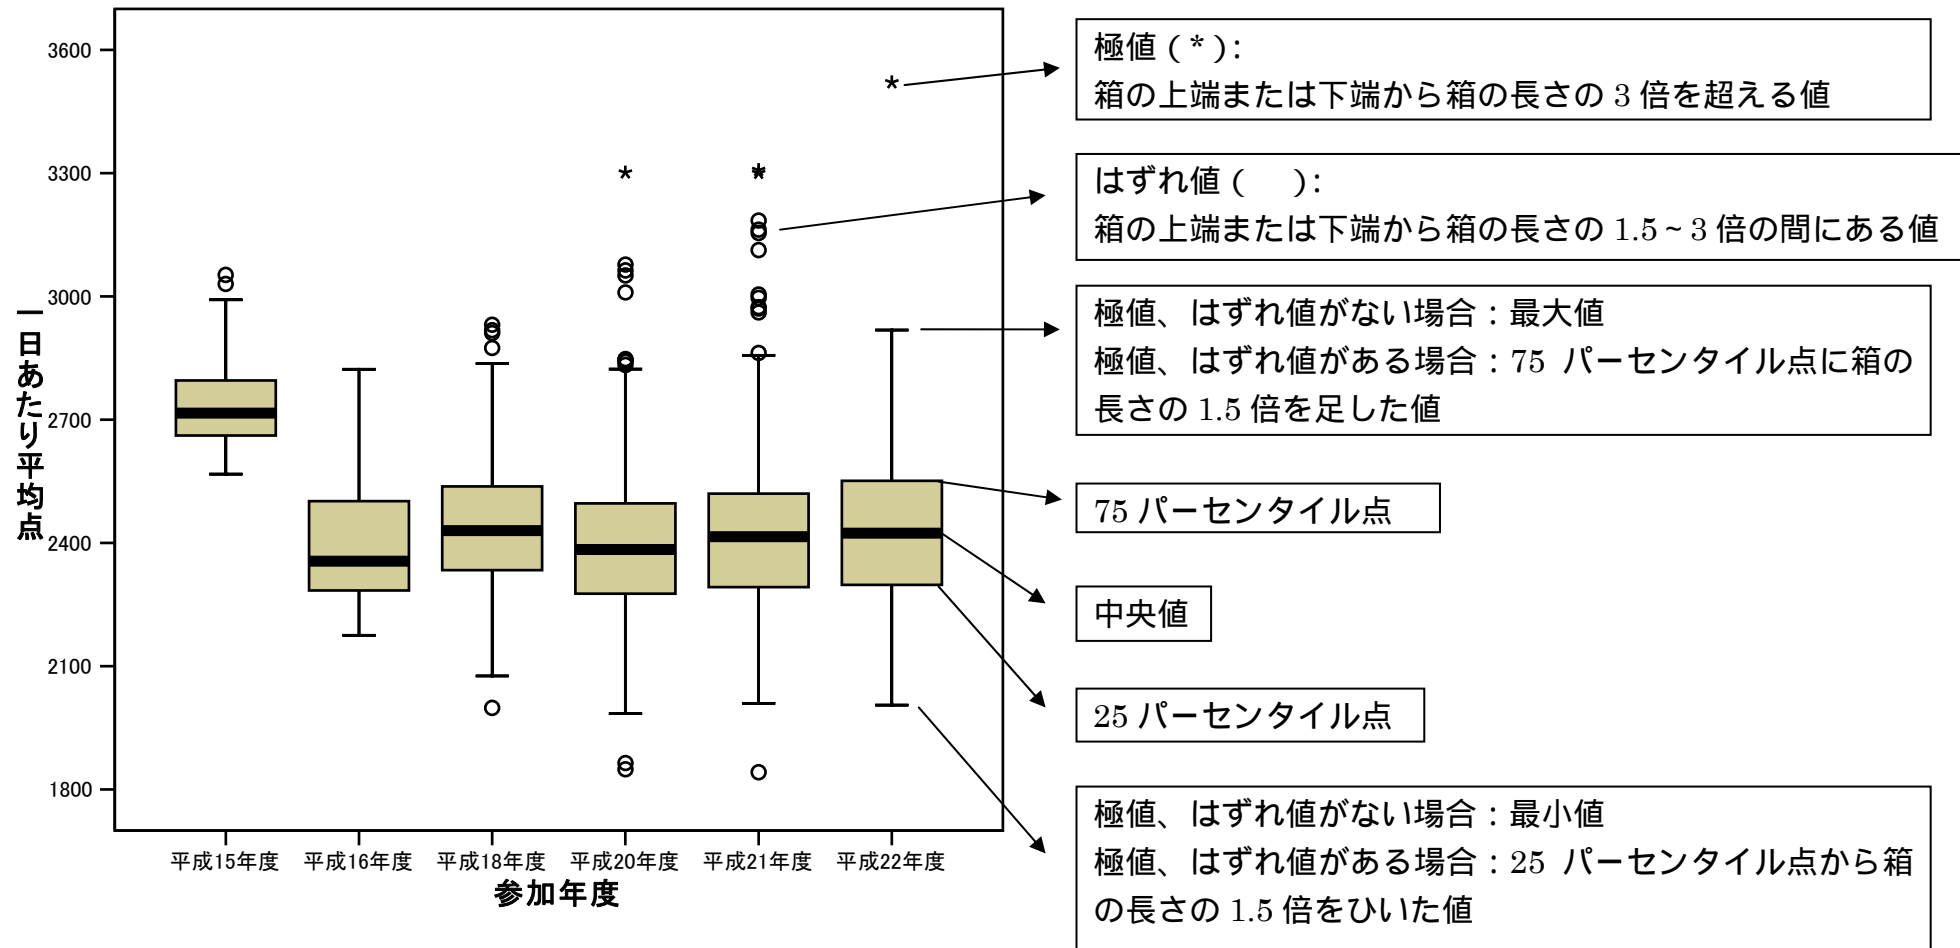 3600
3300
3000
2700
2400
2100
1800
一日あたり平均点
平成15年度
平成16年度
平成18年度
平成20年度
平成21年度
平成22年度
参加年度
極値(*):
箱の上端または下端から箱の長さの 3 倍を超える値
はずれ値(　):
箱の上端または下端から箱の長さの 1.5~3 倍の間にある値
極値、はずれ値がない場合:最大値
極値、はずれ値がある場合:75 パーセンタイル点に箱の
長さの 1.5 倍を足した値
75 パーセンタイル点
中央値
25 パーセンタイル点
極値、はずれ値がない場合:最小値
極値、はずれ値がある場合:25 パーセンタイル点から箱
の長さの 1.5 倍をひいた値